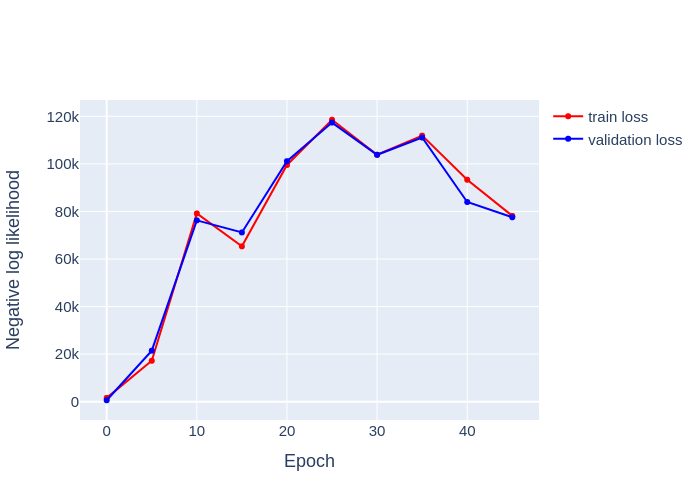 train loss
validation loss
120k
100k
80k
60k
40k
20k
0
0 10 20 30 40
Epoch
Negative log likelihood